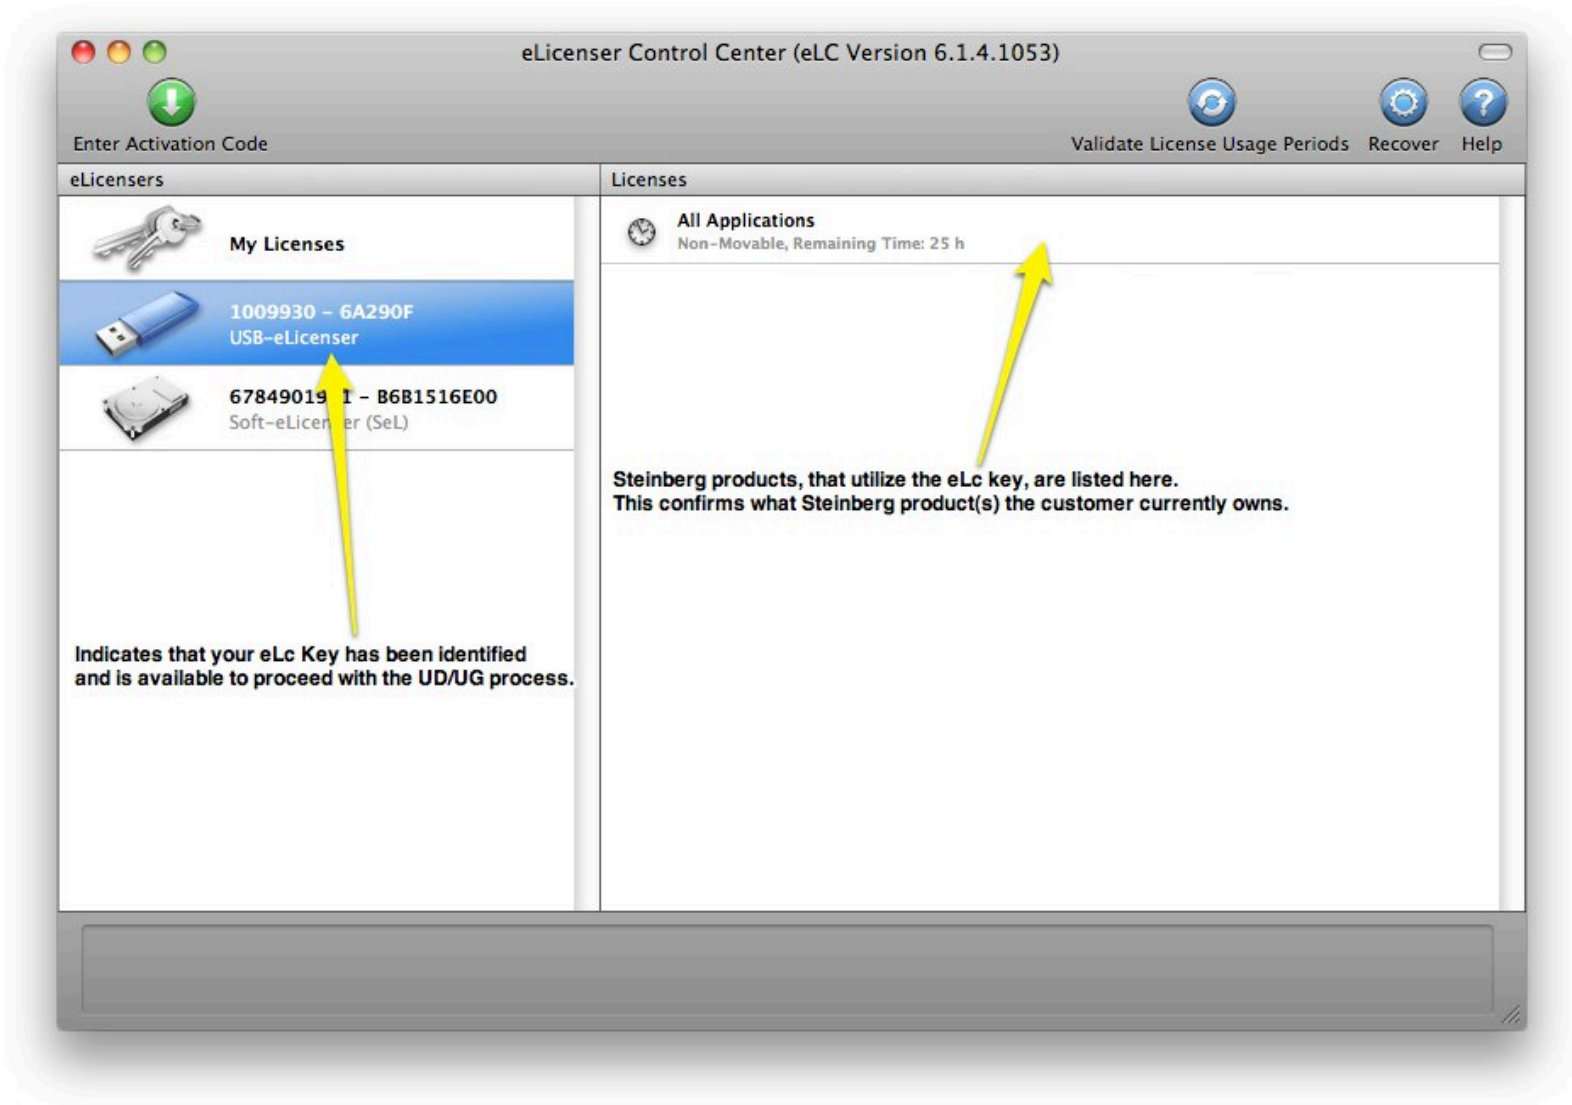 eLicenser Control Center (eLC Version 6.1.4.1053)
Enter Activation Code
Validate License Usage Periods
Recover
Help
eLicensers
Licenses
My Licenses
1009930 – 6A290F
USB-eLicenser
Soft-eLicenser (SeL)
– B6B1516E00
All Applications
Non-Movable, Remaining Time: 25 h
Steinberg products, that utilize the eLc key, are listed here.
This confirms what Steinberg product(s) the customer currently owns.
Indicates that your eLc Key has been identified
and is available to proceed with the UD/UG process.